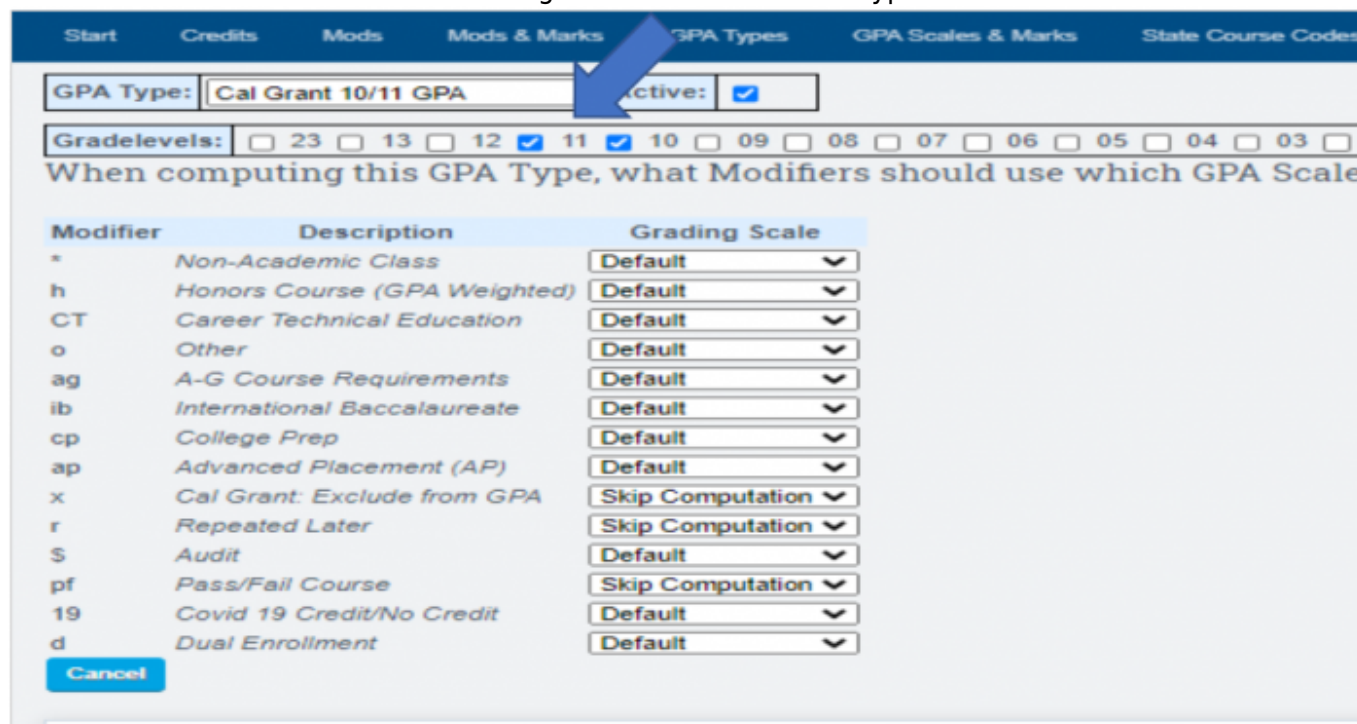 Start Credits Mods Mods & Marks GPA Types GPA Scales & Marks State Course Codes
GPA Type: Cal Grant 10/11 GPA Active:
Gradelevels: 23 13 12 11 10 09 08 07 06 05 04 03
When computing this GPA Type, what Modifiers should use which GPA Scale
Modifier Description Grading Scale
* Non-Academic Class Default
h Honors Course (GPA Weighted) Default
CT Career Technical Education Default
o Other Default
ag A-G Course Requirements Default
ib International Baccalaureate Default
cp College Prep Default
ap Advanced Placement (AP) Default
x Cal Grant: Exclude from GPA Skip Computation
r Repeated Later Skip Computation
$ Audit Default
pf Pass/Fail Course Skip Computation
19 Covid 19 Credit/No Credit Default
d Dual Enrollment Default
Cancel